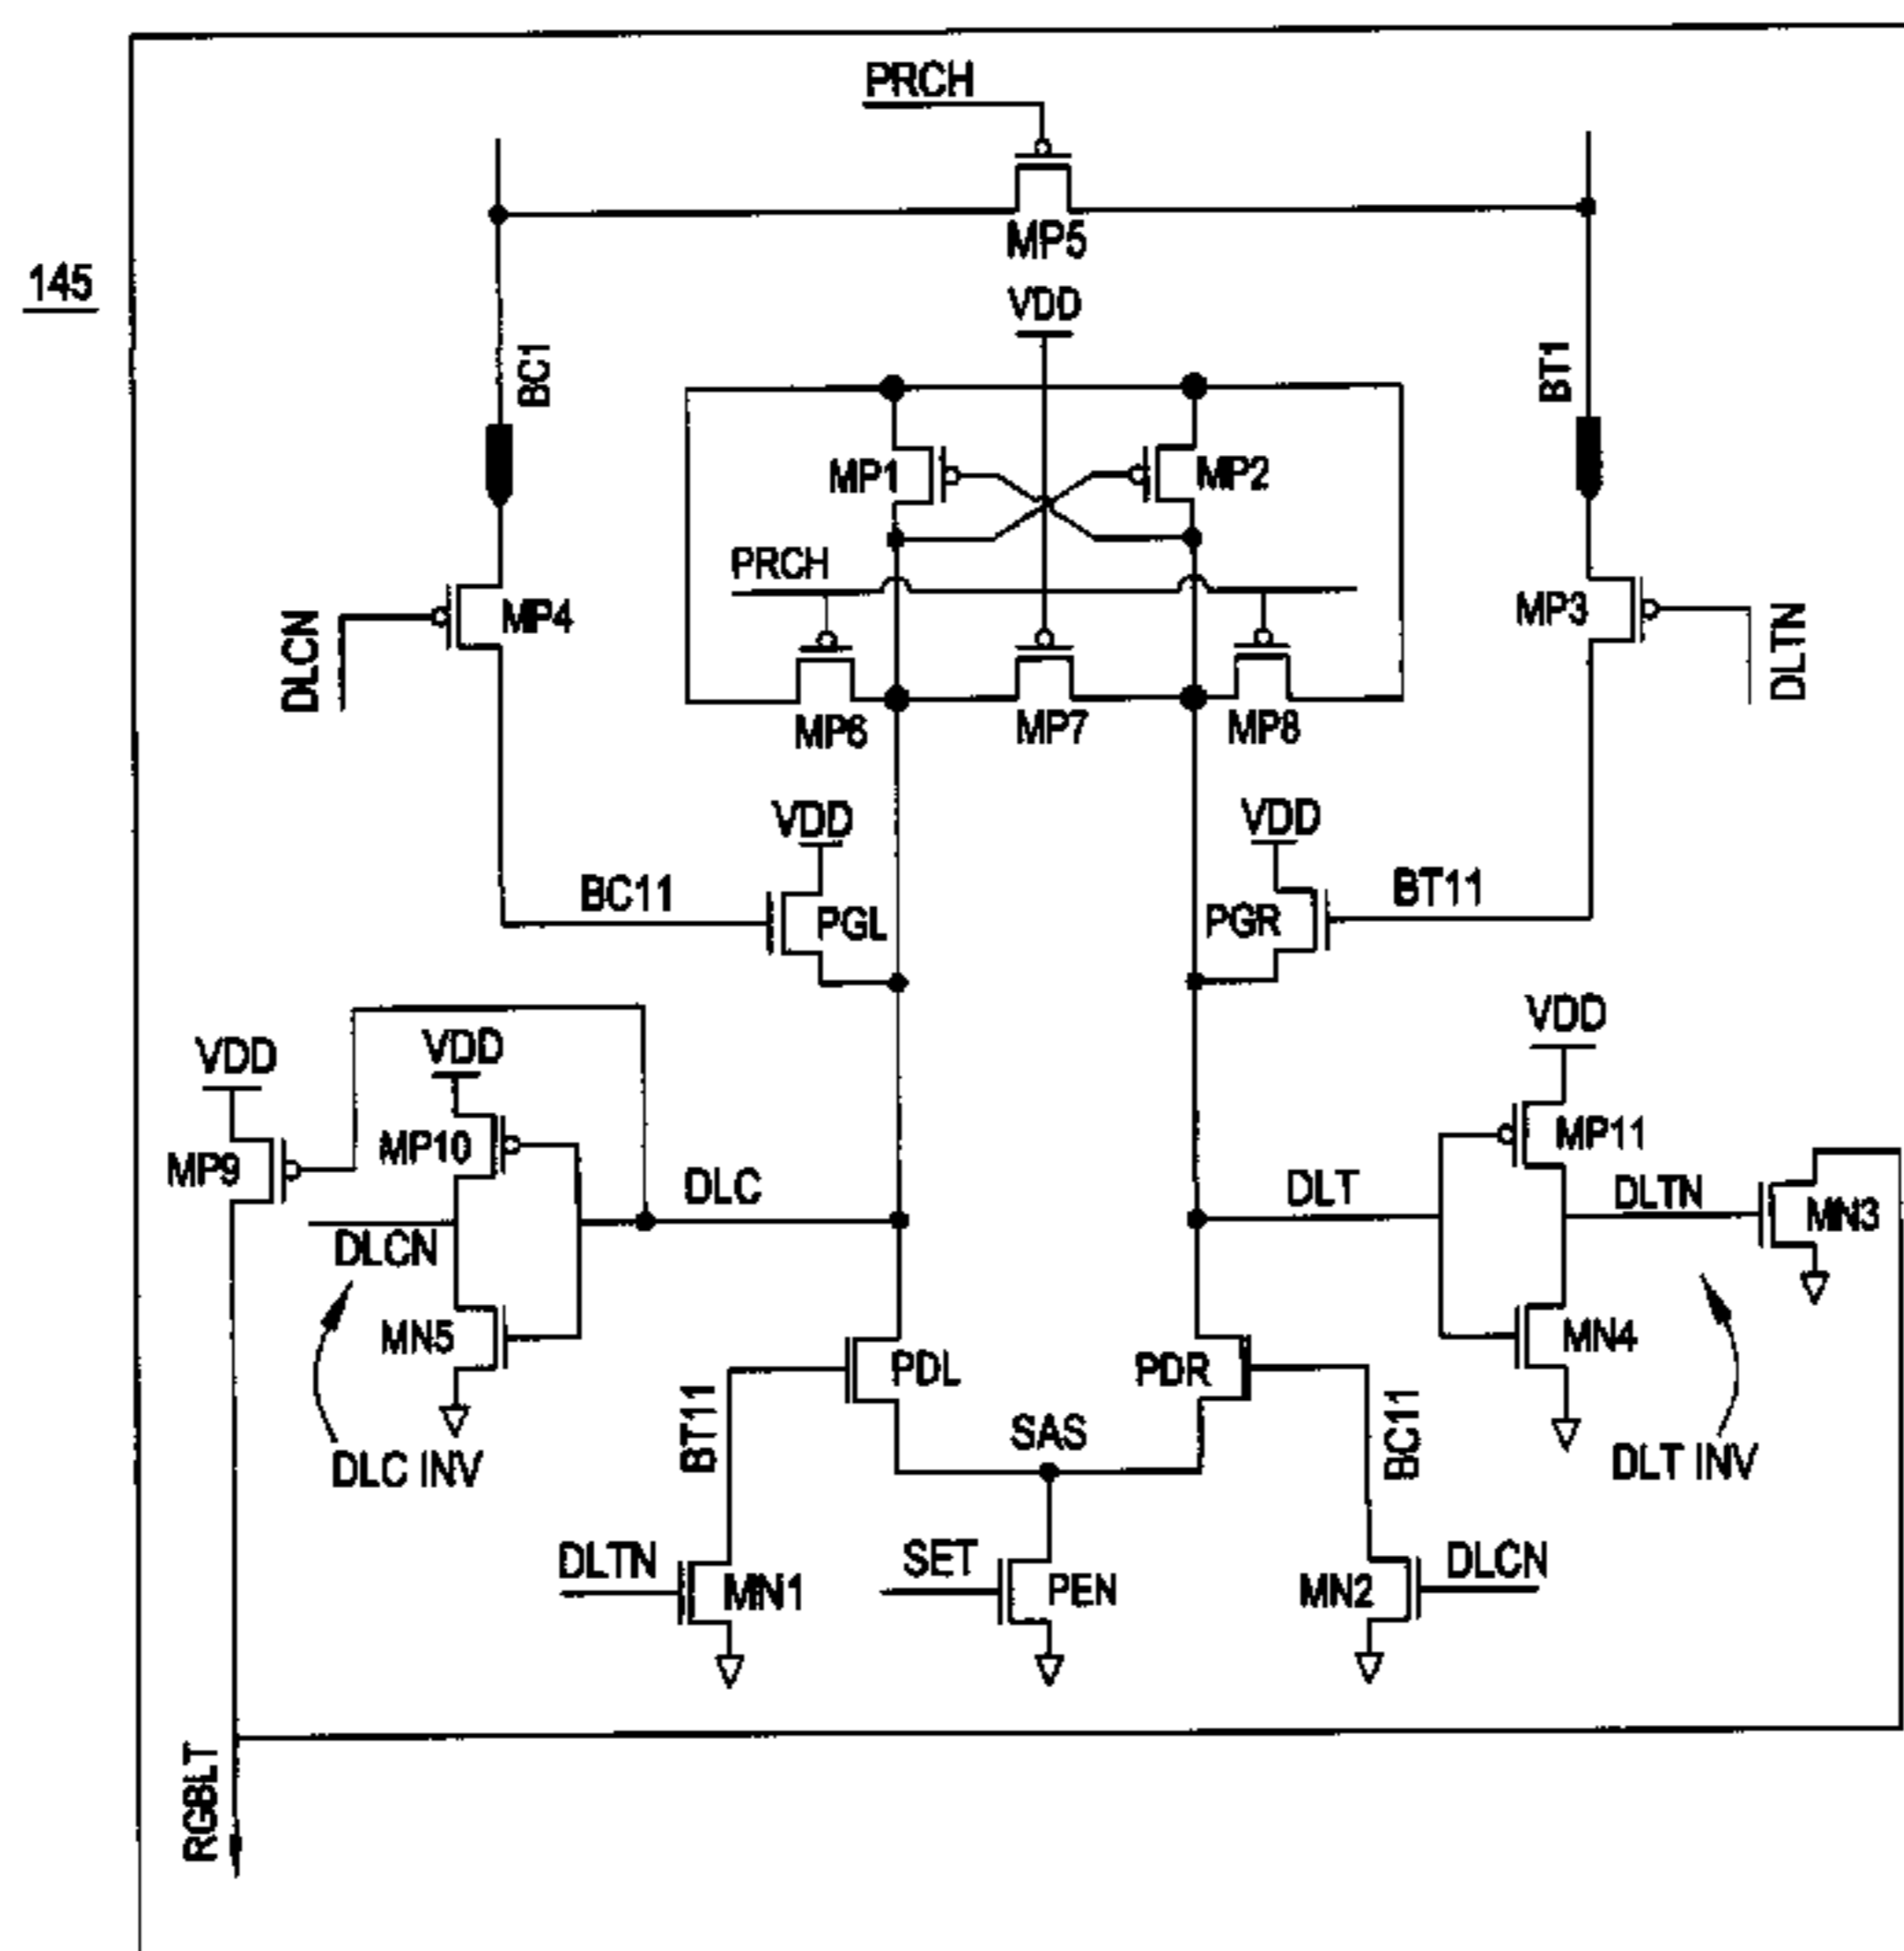 PRCH
MP5
145
VDD
BC1
BT1
MP1
MP2
PRCH
DLCN
MP4
MP3
DLTN
MP6
MP7
MP8
VDD
VDD
BC11
PGL
PGR
BT11
VDD
VDD
VDD
MP9
MP10
DLC
DLT
MP11
DLTN
MN3
DLCN
MN5
PDL
PDR
MN4
BT11
SAS
BC11
DLC INV
DLT INV
DLTN
MN1
SET
PEN
MN2
DLCN
RGBLT